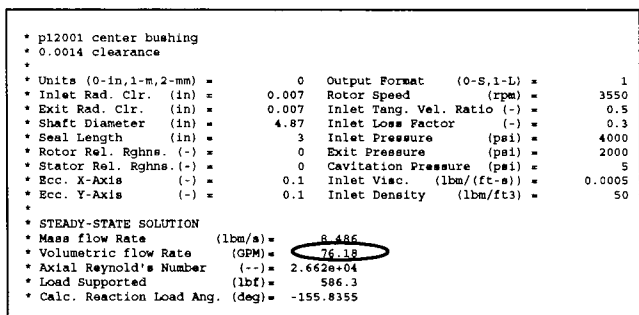 * p12001 center bushing
* 0.0014 clearance
*
* Units (0-in,1-m,2-mm) = 0 Output Format (0-S,1-L) = 1
* Inlet Rad. Clr. (in) = 0.007 Rotor Speed (rpm) = 3550
* Exit Rad. Clr. (in) = 0.007 Inlet Tang. Vel. Ratio (-) = 0.5
* Shaft Diameter (in) = 4.87 Inlet Loss Factor (-) = 0.3
* Seal Length (in) = 3 Inlet Pressure (psi) = 4000
* Rotor Rel. Rghns. (-) = 0 Exit Pressure (psi) = 2000
* Stator Rel. Rghns.(-) = 0 Cavitation Pressure (psi) = 5
* Ecc. X-Axis (-) = 0.1 Inlet Visc. (lbm/(ft-s)) = 0.0005
* Ecc. Y-Axis (-) = 0.1 Inlet Density (lbm/ft3) = 50
*
* STEADY-STATE SOLUTION
* Mass flow Rate (lbm/s)= 8.486
* Volumetric flow Rate (GPM)= 76.18
* Axial Reynold's Number (--)= 2.662e+04
* Load Supported (lbf)= 586.3
* Calc. Reaction Load Ang. (deg)= -155.8355